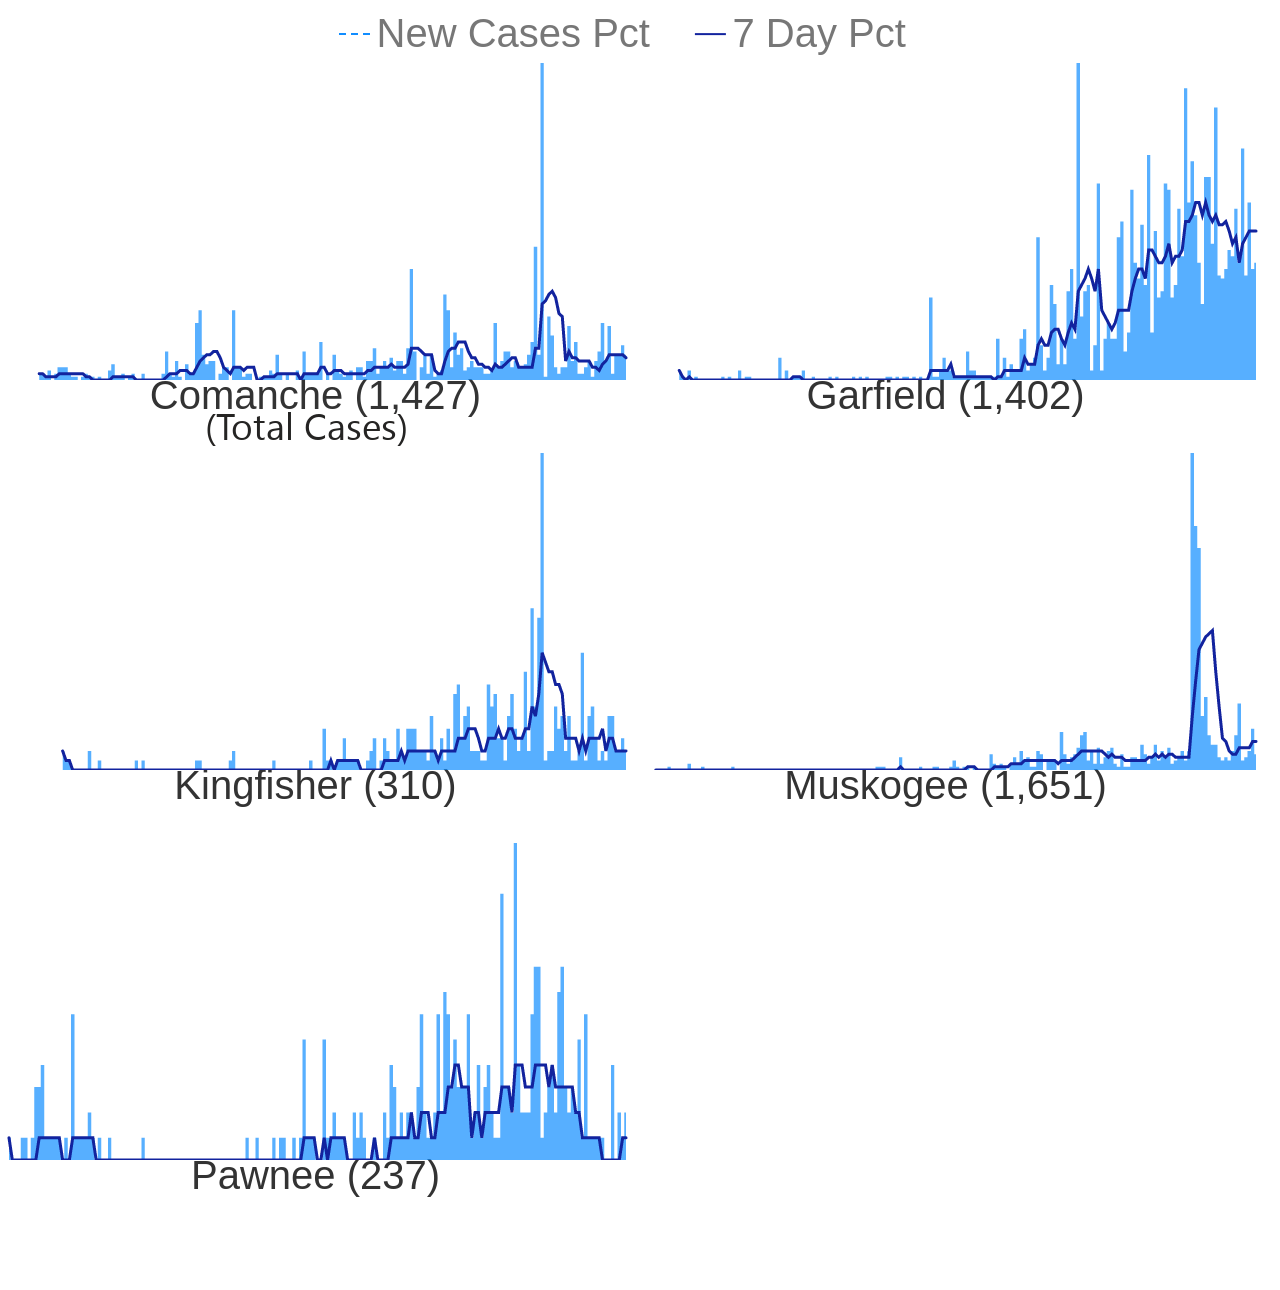 New Cases Pct 7 Day Pct
Comanche (1,427) Garfield (1,402)
(Total Cases)
Kingfisher (310) Muskogee (1,651)
Pawnee (237)